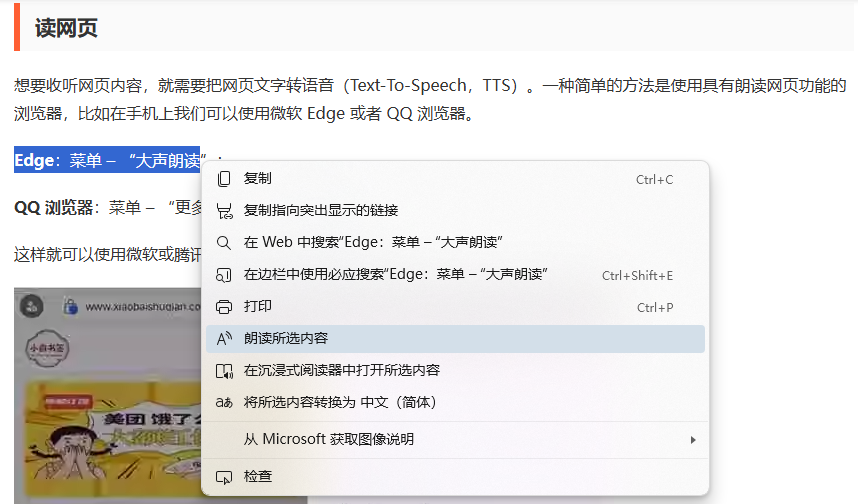 读网页
想要收听网页内容，就需要把网页文字转语音（Text-To-Speech，TTS）。一种简单的方法是使用具有朗读网页功能的
浏览器，比如在手机上我们可以使用微软 Edge 或者 QQ 浏览器。
Edge：菜单 – “大声朗读”
QQ 浏览器：菜单 – “更多
这样就可以使用微软或腾讯
复制 Ctrl+C
复制指向突出显示的链接
在 Web 中搜索“Edge：菜单 – “大声朗读”
在边栏中使用必应搜索“Edge：菜单 – “大声朗读” Ctrl+Shift+E
打印 Ctrl+P
朗读所选内容
在沉浸式阅读器中打开所选内容
将所选内容转换为 中文（简体）
从 Microsoft 获取图像说明
检查
www.xiaobaishuqian.co
小白书签
美团 饿了